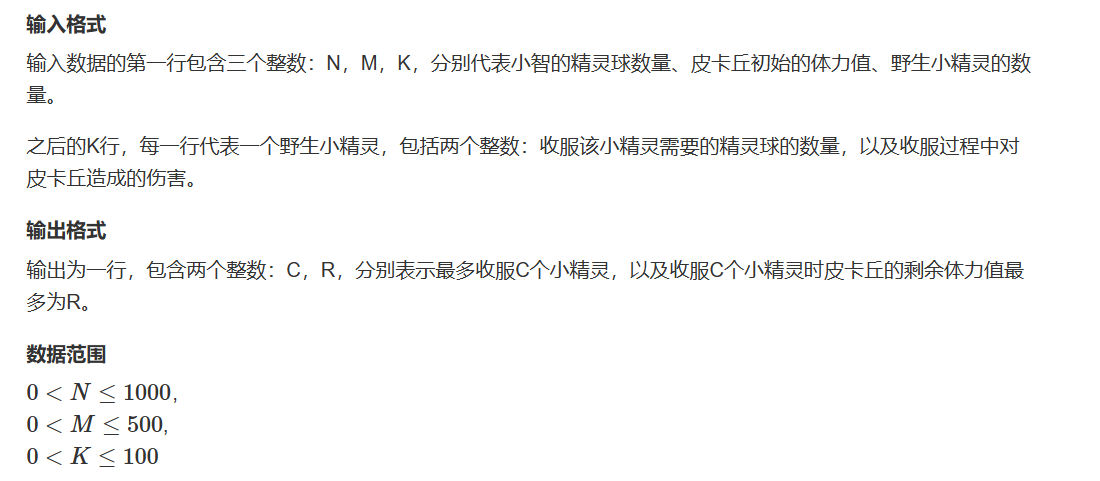 输入格式
输入数据的第一行包含三个整数：N，M，K，分别代表小智的精灵球数量、皮卡丘初始的体力值、野生小精灵的数
量。
之后的K行，每一行代表一个野生小精灵，包括两个整数：收服该小精灵需要的精灵球的数量，以及收服过程中对
皮卡丘造成的伤害。
输出格式
输出为一行，包含两个整数：C，R，分别表示最多收服C个小精灵，以及收服C个小精灵时皮卡丘的剩余体力值最
多为R。
数据范围
0 < N ≤ 1000,
0 < M ≤ 500,
0 < K ≤ 100